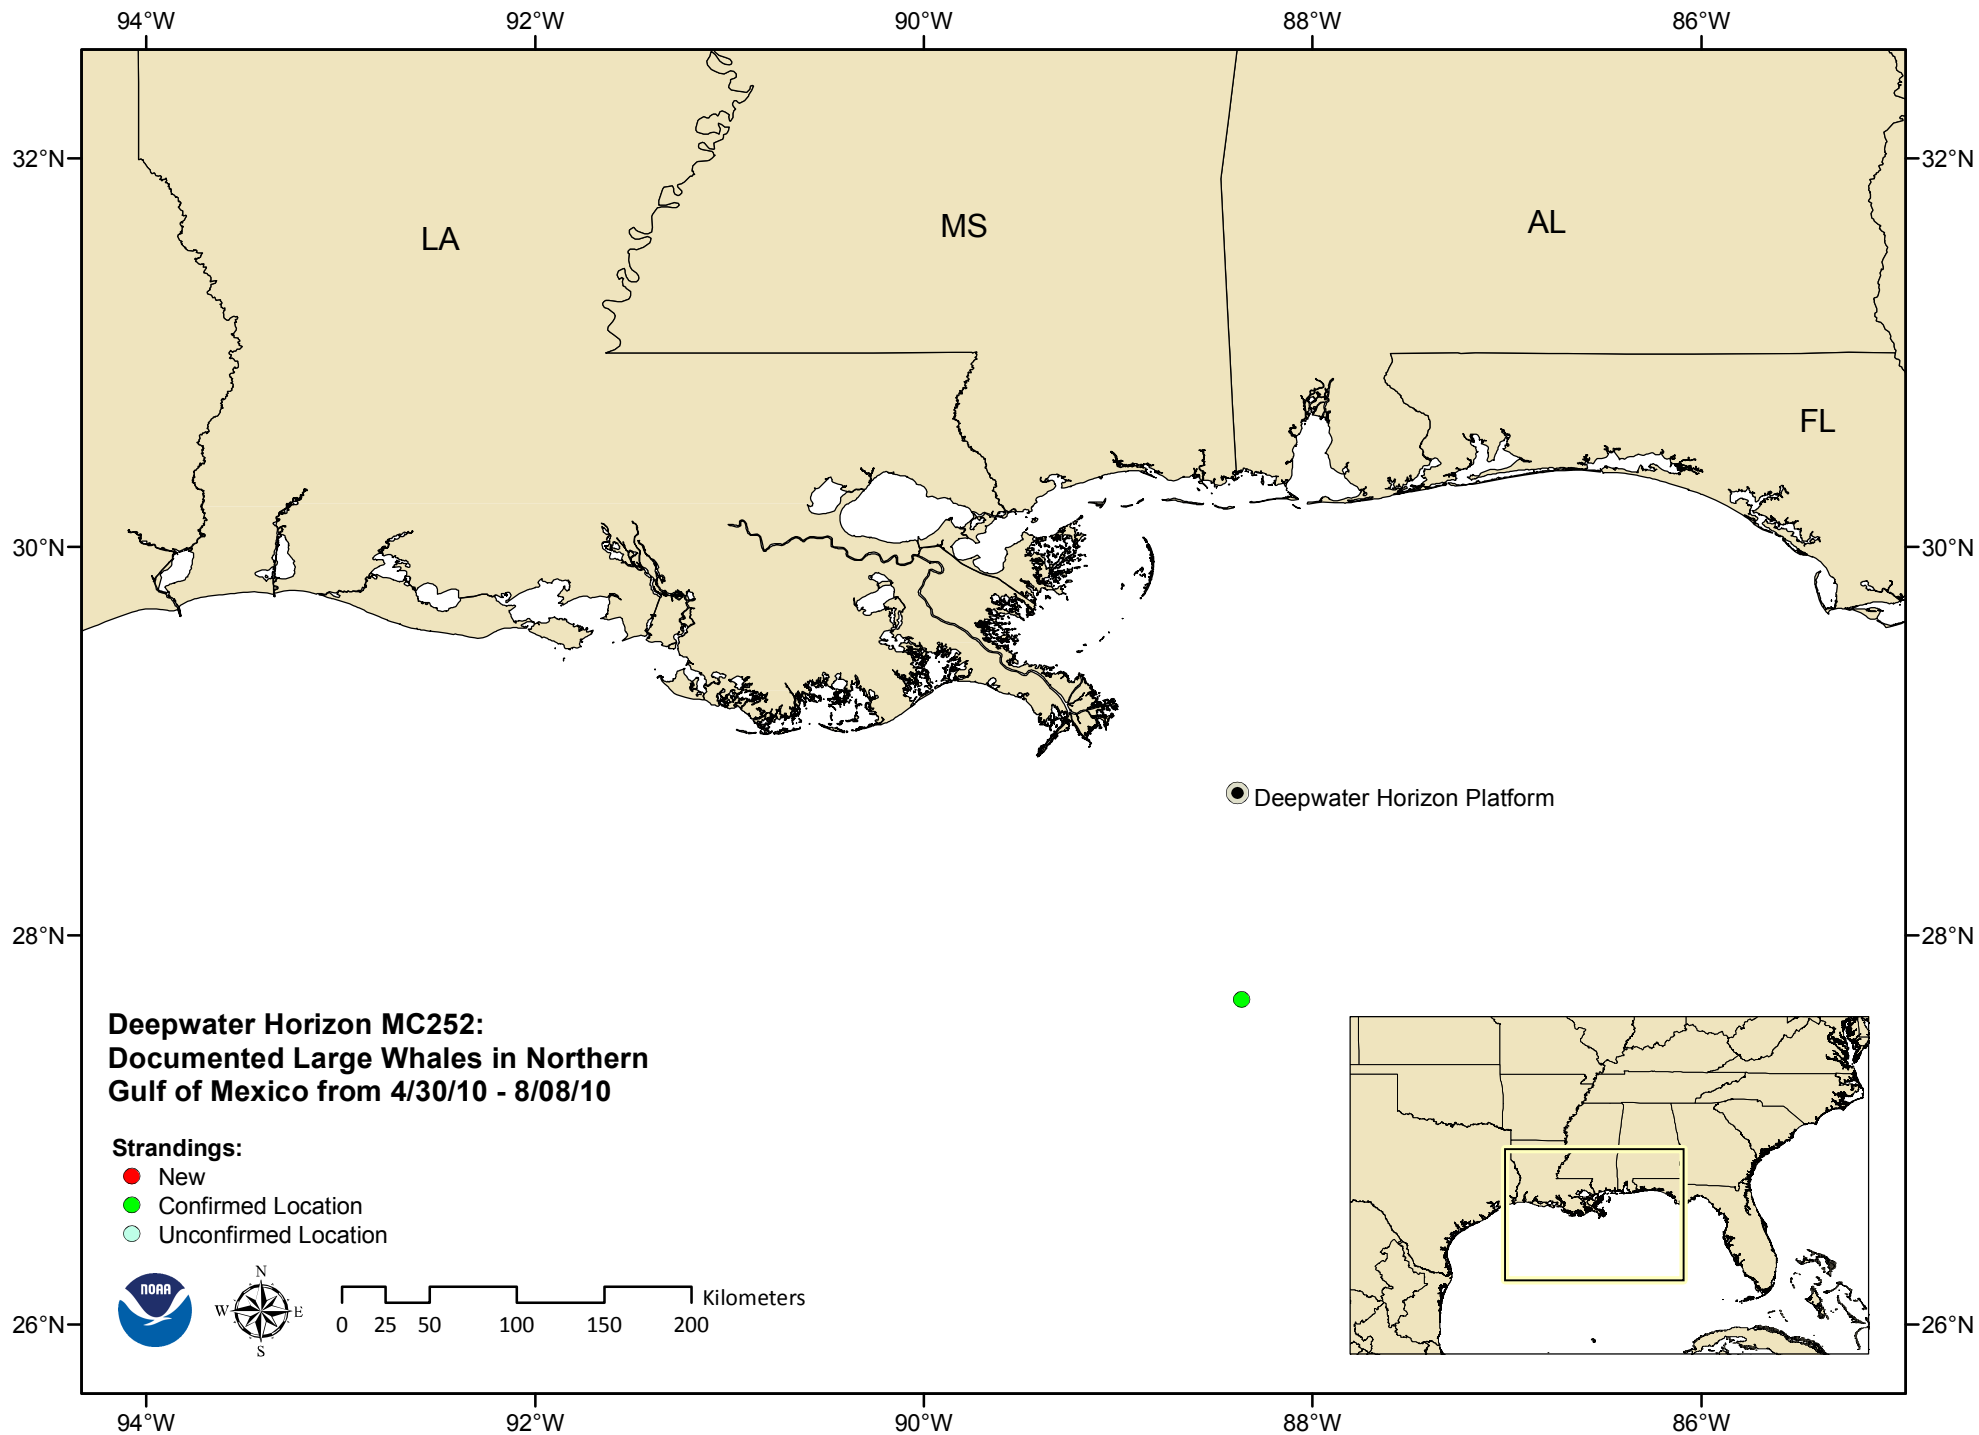 94°W 92°W 90°W 88°W 86°W
32°N 32°N
LA MS AL
FL
30°N 30°N
Deepwater Horizon Platform
28°N 28°N
Deepwater Horizon MC252:
Documented Large Whales in Northern
Gulf of Mexico from 4/30/10 - 8/08/10
Strandings:
New
Confirmed Location
Unconfirmed Location
NOAA
N
W E
S
Kilometers
0 25 50 100 150 200
26°N 26°N
94°W 92°W 90°W 88°W 86°W